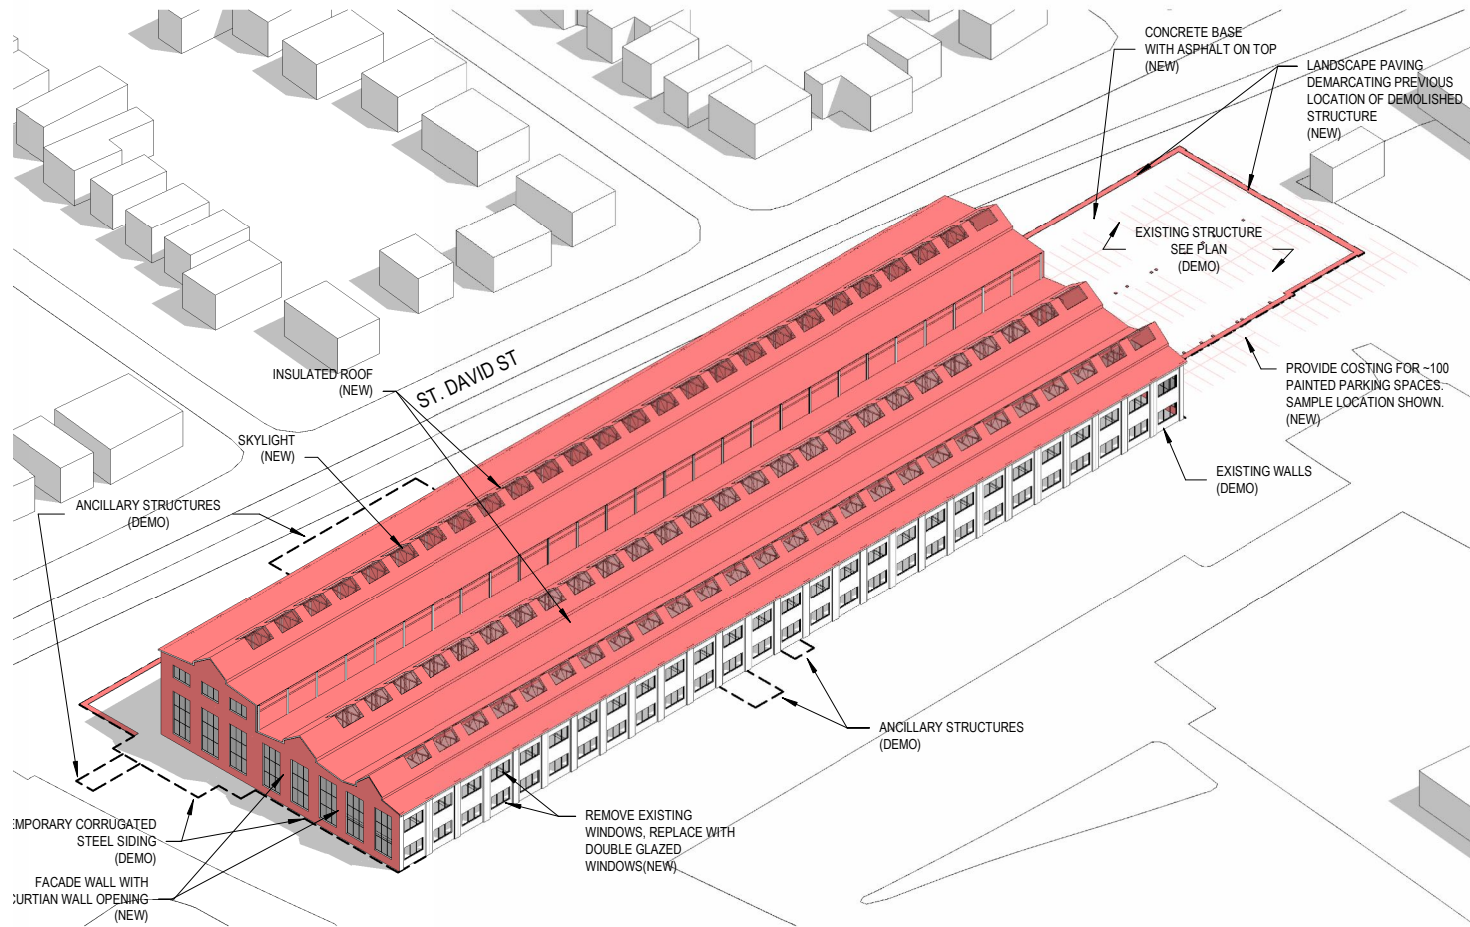 CONCRETE BASE
WITH ASPHALT ON TOP
(NEW)
LANDSCAPE PAVING
DEMARCATING PREVIOUS
LOCATION OF DEMOLISHED
STRUCTURE
(NEW)
EXISTING STRUCTURE
SEE PLAN
(DEMO)
PROVIDE COSTING FOR ~100
PAINTED PARKING SPACES.
SAMPLE LOCATION SHOWN.
(NEW)
INSULATED ROOF
(NEW)
ST. DAVID ST
SKYLIGHT
(NEW)
EXISTING WALLS
(DEMO)
ANCILLARY STRUCTURES
(DEMO)
ANCILLARY STRUCTURES
(DEMO)
REMOVE EXISTING
WINDOWS, REPLACE WITH
DOUBLE GLAZED
WINDOWS(NEW)
EMPORARY CORRUGATED
STEEL SIDING
(DEMO)
FACADE WALL WITH
CURTIAN WALL OPENING
(NEW)